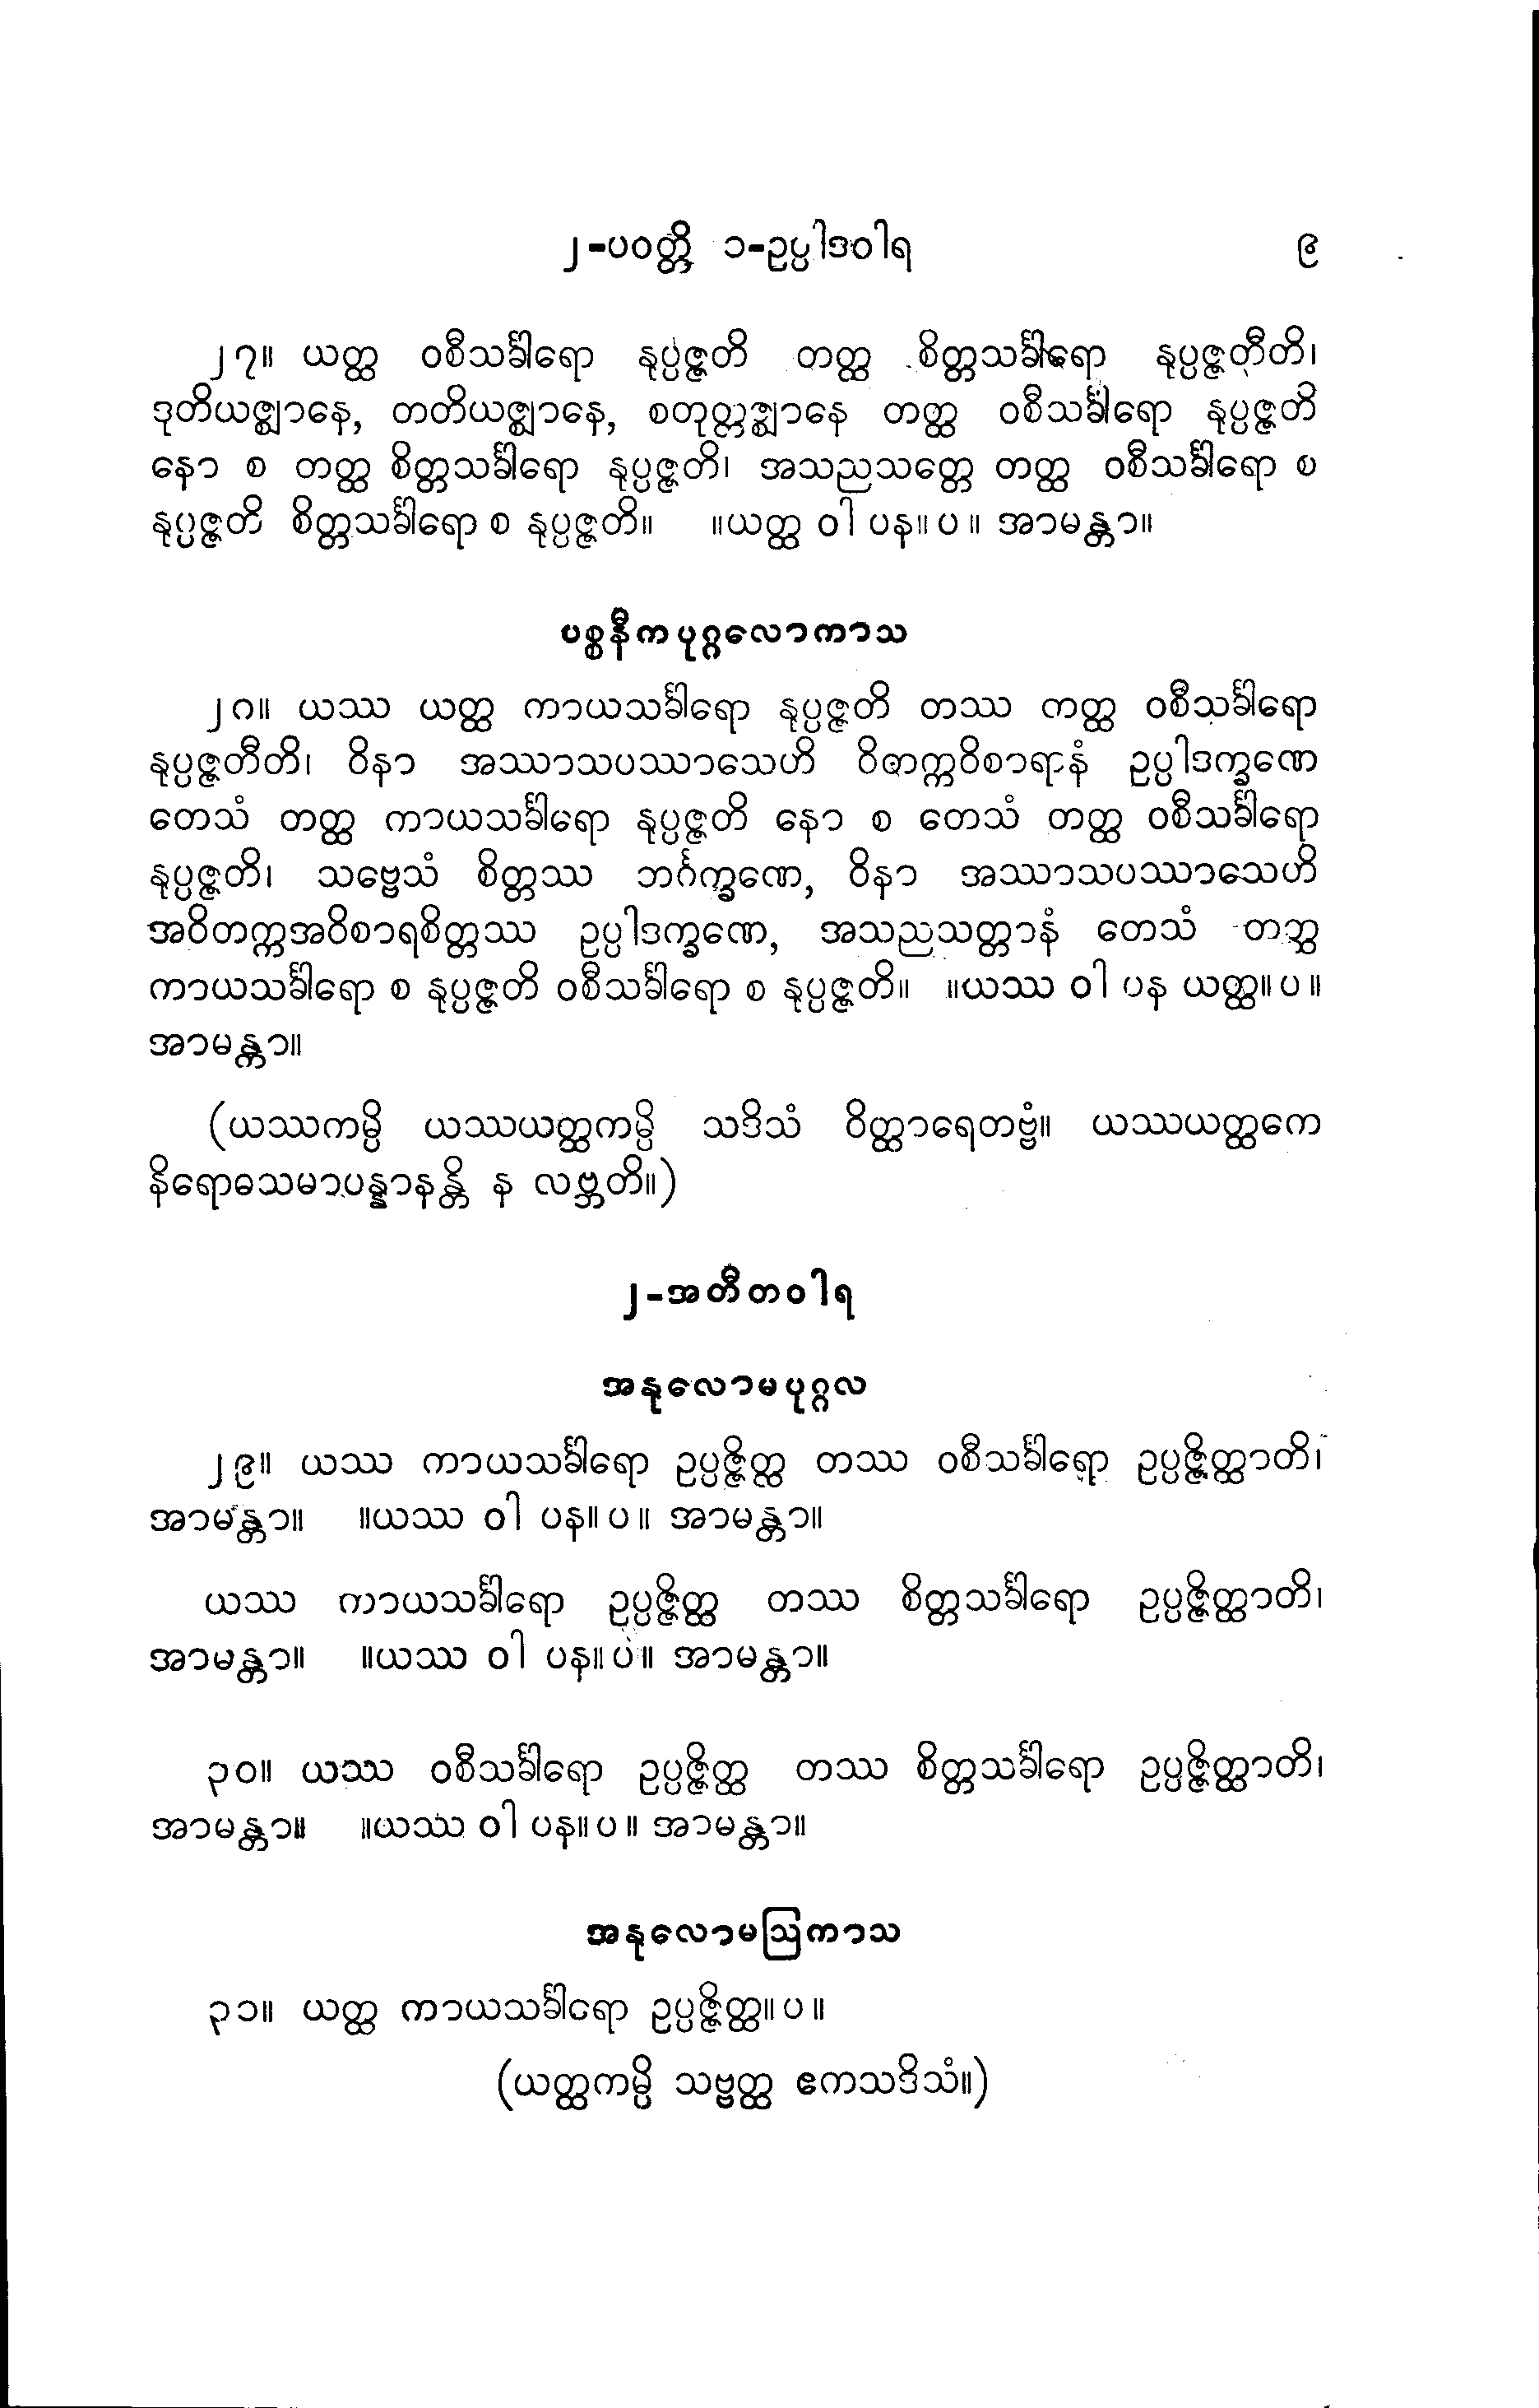 ၂-ပဝတ္တိ ၁-ဥပ္ပါဒဝါရ ၉
၂၇။ ယတ္ထ ဝစီသင်္ခါရော နုပ္ပဇ္ဇတိ တတ္ထ စိတ္တသင်္ခါရော နုပ္ပဇ္ဇတီတိ၊
ဒုတိယဇ္ဈာနေ, တတိယဇ္ဈာနေ, စတုတ္ထဇ္ဈာနေ တတ္ထ ဝစီသင်္ခါရော နုပ္ပဇ္ဇတိ
နော စ တတ္ထ စိတ္တသင်္ခါရော နုပ္ပဇ္ဇတိ၊ အသညသတ္တေ တတ္ထ ဝစီသင်္ခါရော စ
နုပ္ပဇ္ဇတိ စိတ္တသင်္ခါရော စ နုပ္ပဇ္ဇတိ။ ။ယတ္ထ ဝါ ပန။ပ။ အာမန္တာ။
ပစ္စနီကပုဂ္ဂလောကာသ
၂၈။ ယဿ ယတ္ထ ကာယသင်္ခါရော နုပ္ပဇ္ဇတိ တဿ တတ္ထ ဝစီသင်္ခါရော
နုပ္ပဇ္ဇတီတိ၊ ဝိနာ အဿာသပဿာသေဟိ ဝိတက္ကဝိစာရာနံ ဥပ္ပါဒက္ခဏေ
တေသံ တတ္ထ ကာယသင်္ခါရော နုပ္ပဇ္ဇတိ နော စ တေသံ တတ္ထ ဝစီသင်္ခါရော
နုပ္ပဇ္ဇတိ၊ သဗ္ဗေသံ စိတ္တဿ ဘင်္ဂက္ခဏေ, ဝိနာ အဿာသပဿာသေဟိ
အဝိတက္ကအဝိစာရစိတ္တဿ ဥပ္ပါဒက္ခဏေ, အသညသတ္တာနံ တေသံ တတ္ထ
ကာယသင်္ခါရော စ နုပ္ပဇ္ဇတိ ဝစီသင်္ခါရော စ နုပ္ပဇ္ဇတိ။ ။ယဿ ဝါ ပန ယတ္ထ။ပ။
အာမန္တာ။
(ယဿကမ္ပိ ယဿယတ္ထကမ္ပိ သဒိသံ ဝိတ္ထာရေတဗ္ဗံ။ ယဿယတ္ထကေ
နိရောဓသမာပန္နာနန္တိ န လဗ္ဘတိ။)
၂-အတီတဝါရ
အနုလောမပုဂ္ဂလ
၂၉။ ယဿ ကာယသင်္ခါရော ဥပ္ပဇ္ဇိတ္ထ တဿ ဝစီသင်္ခါရော ဥပ္ပဇ္ဇိတ္ထာတိ၊
အာမန္တာ။ ။ယဿ ဝါ ပန။ပ။ အာမန္တာ။
ယဿ ကာယသင်္ခါရော ဥပ္ပဇ္ဇိတ္ထ တဿ စိတ္တသင်္ခါရော ဥပ္ပဇ္ဇိတ္ထာတိ၊
အာမန္တာ။ ။ယဿ ဝါ ပန။ပ။ အာမန္တာ။
၃၀။ ယဿ ဝစီသင်္ခါရော ဥပ္ပဇ္ဇိတ္ထ တဿ စိတ္တသင်္ခါရော ဥပ္ပဇ္ဇိတ္ထာတိ၊
အာမန္တာ။ ။ယဿ ဝါ ပန။ပ။ အာမန္တာ။
အနုလောမဩကာသ
၃၁။ ယတ္ထ ကာယသင်္ခါရော ဥပ္ပဇ္ဇိတ္ထ။ပ။
(ယတ္ထကမ္ပိ သဗ္ဗတ္ထ ဧကသဒိသံ။)